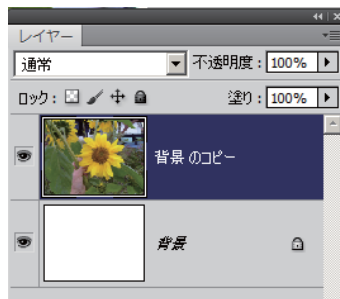 レイヤー
通常 不透明度: 100%
ロック: 塗り: 100%
背景 のコピー
背景